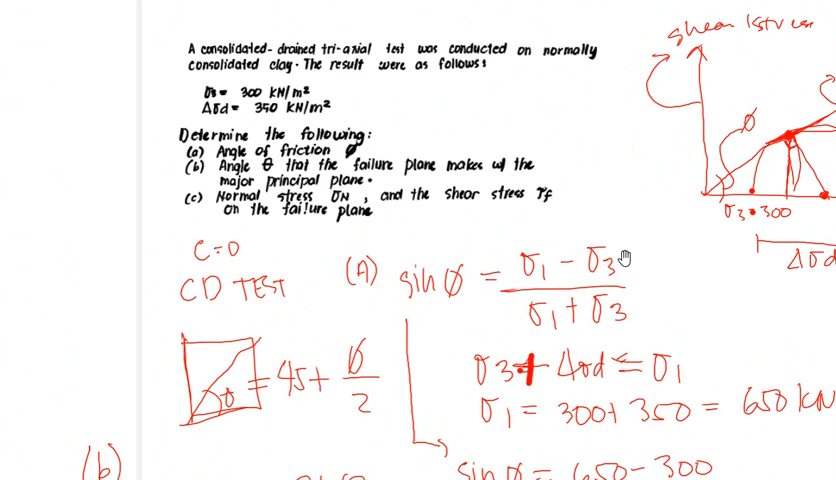 A consolidated-drained tri-axial test was conducted on normally
consolidated clay. The result were as follows:
σ3 = 300 KN/m²
Δσd = 350 KN/m²
Determine the following:
(a) Angle of friction φ
(b) Angle θ that the failure plane makes w/ the
major principal plane.
(c) Normal stress σN, and the shear stress τf
on the failure plane
shear
φ
σ3 = 300
Δσd
C=0
CD TEST
θ = 45 + φ/2
(A) sin φ = σ1 - σ3 / σ1 + σ3
σ3 + Δσd = σ1
σ1 = 300 + 350 = 650 KN
(b)
sin φ = 650 - 300